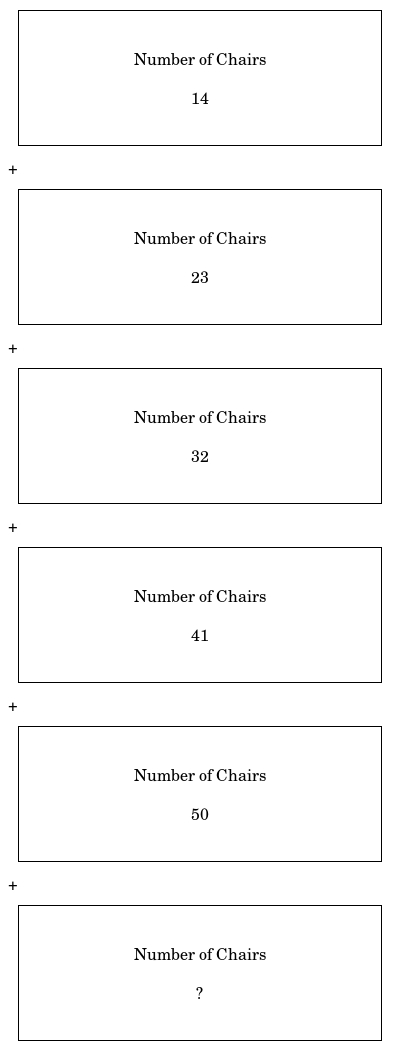 Number of Chairs
14
+
Number of Chairs
23
+
Number of Chairs
32
+
Number of Chairs
41
+
Number of Chairs
50
+
Number of Chairs
?